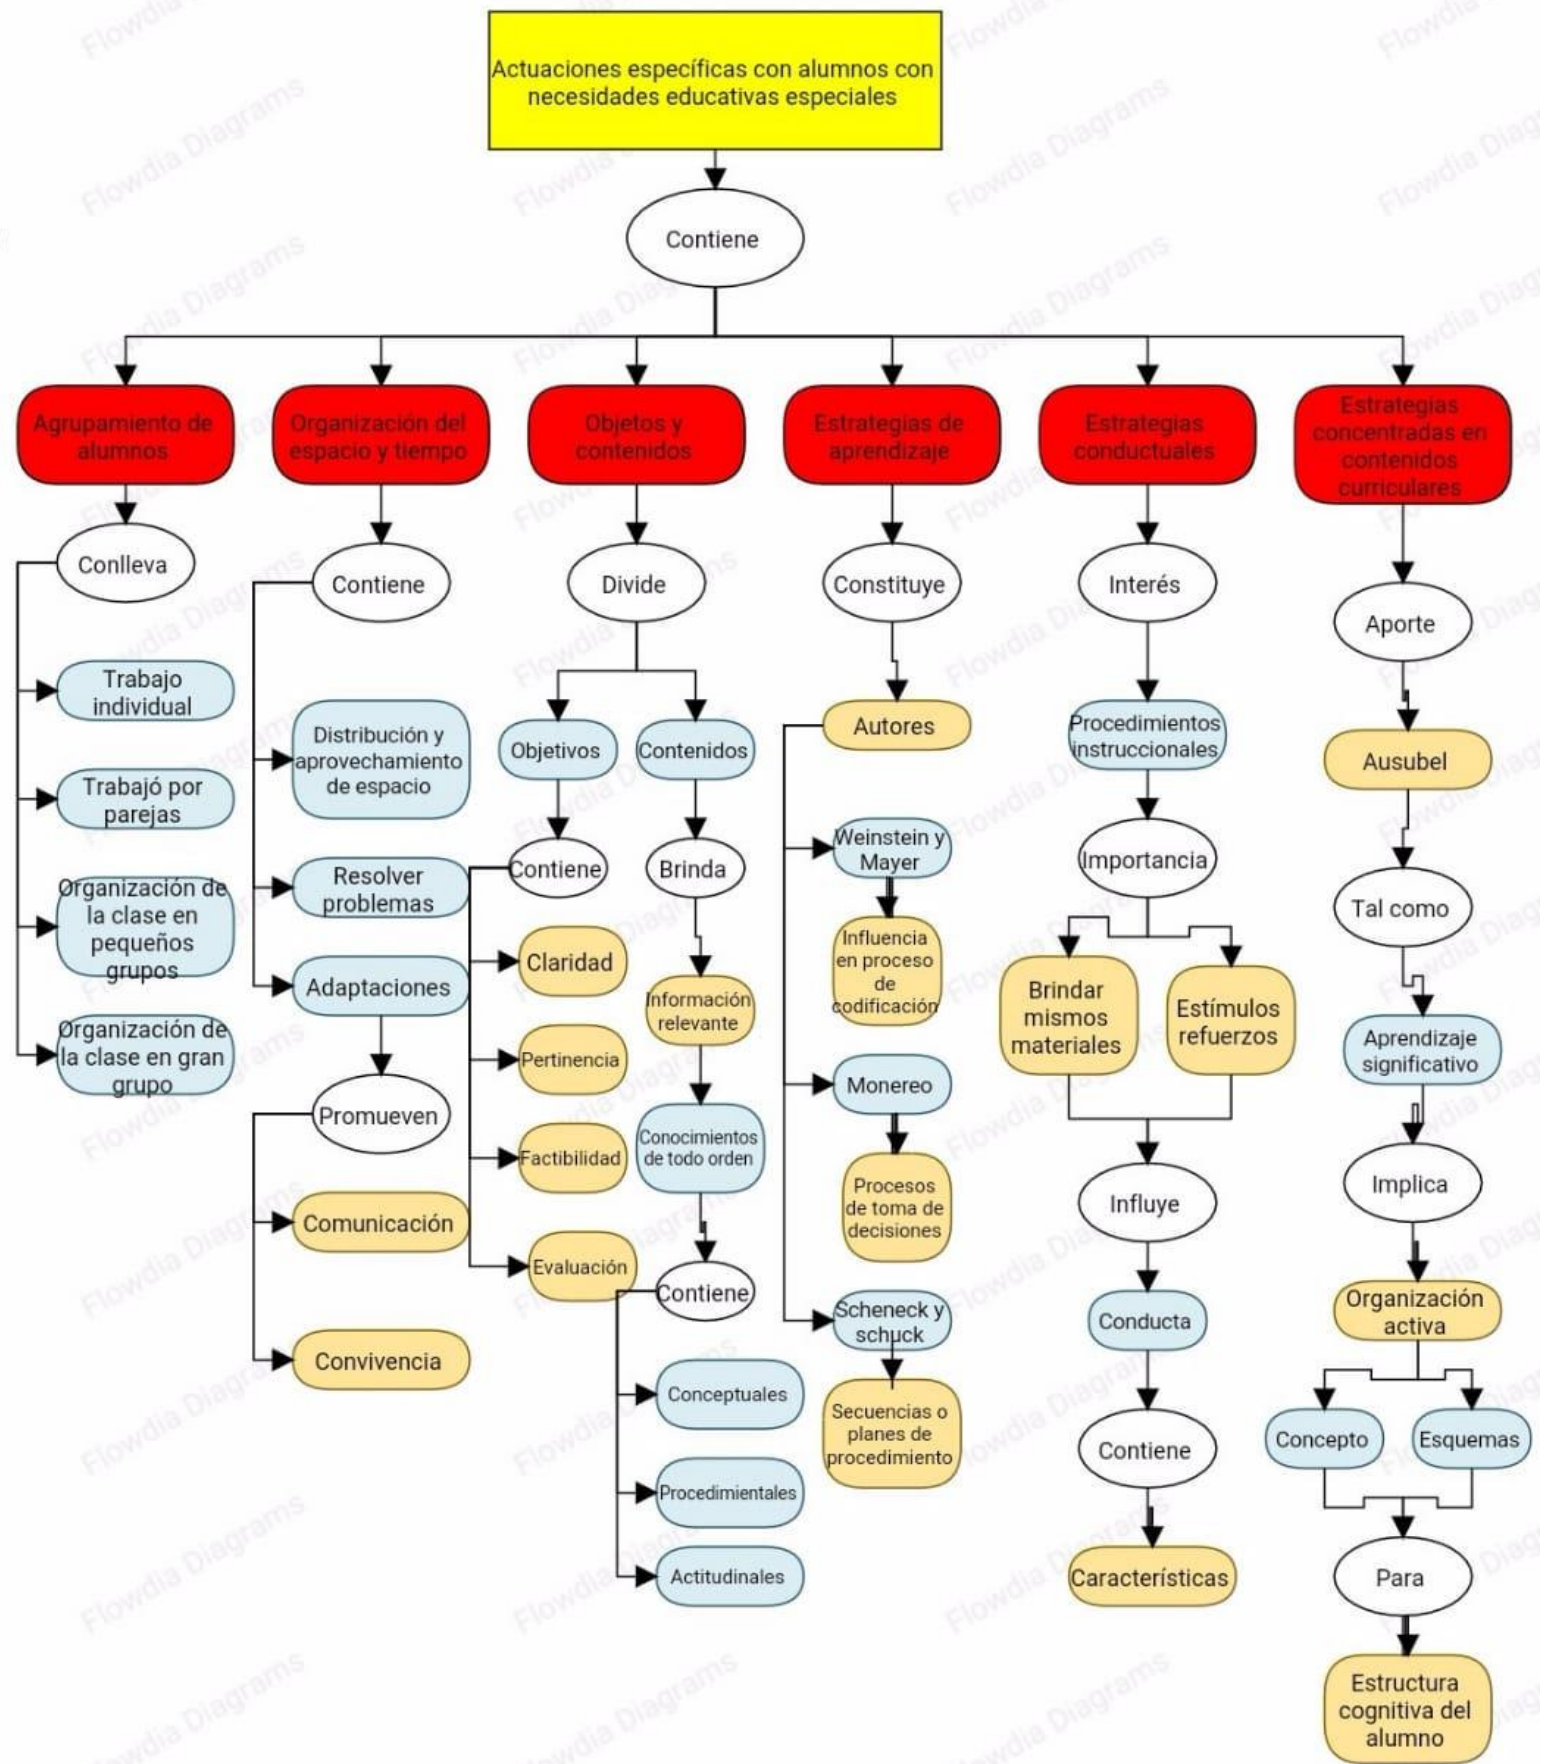 Actuaciones específicas con alumnos con
necesidades educativas especiales
Contiene
Agrupamiento de
alumnos
Conlleva
Trabajo
individual
Trabajó por
parejas
Organización de
la clase en
pequeños
grupos
Organización de
la clase en gran
grupo
Organización del
espacio y tiempo
Contiene
Distribución y
aprovechamiento
de espacio
Resolver
problemas
Adaptaciones
Promueven
Comunicación
Convivencia
Objetos y
contenidos
Divide
Objetivos
Contiene
Claridad
Pertinencia
Factibilidad
Evaluación
Contenidos
Brinda
Información
relevante
Conocimientos
de todo orden
Contiene
Conceptuales
Procedimientales
Actitudinales
Estrategias de
aprendizaje
Constituye
Autores
Weinstein y
Mayer
Influencia
en proceso
de
codificación
Monereo
Procesos
de toma de
decisiones
Scheneck y
schuck
Secuencias o
planes de
procedimiento
Estrategias
conductuales
Interés
Procedimientos
instruccionales
Importancia
Brindar
mismos
materiales
Estímulos
refuerzos
Influye
Conducta
Contiene
Características
Estrategias
concentradas en
contenidos
curriculares
Aporte
Ausubel
Tal como
Aprendizaje
significativo
Implica
Organización
activa
Concepto
Esquemas
Para
Estructura
cognitiva del
alumno
Flowdia Diagrams